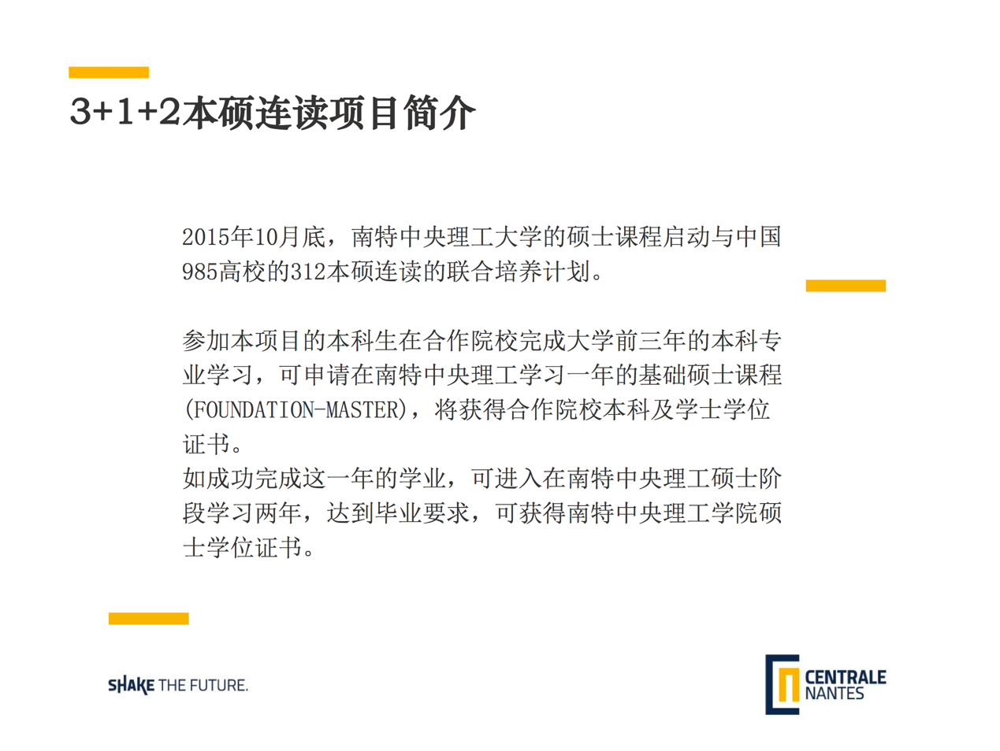 3+1+2本硕连读项目简介
2015年10月底，南特中央理工大学的硕士课程启动与中国
985高校的312本硕连读的联合培养计划。
参加本项目的本科生在合作院校完成大学前三年的本科专
业学习，可申请在南特中央理工学习一年的基础硕士课程
(FOUNDATION-MASTER)，将获得合作院校本科及学士学位
证书。
如成功完成这一年的学业，可进入在南特中央理工硕士阶
段学习两年，达到毕业要求，可获得南特中央理工学院硕
士学位证书。
SHAKE THE FUTURE.
CENTRALE
NANTES